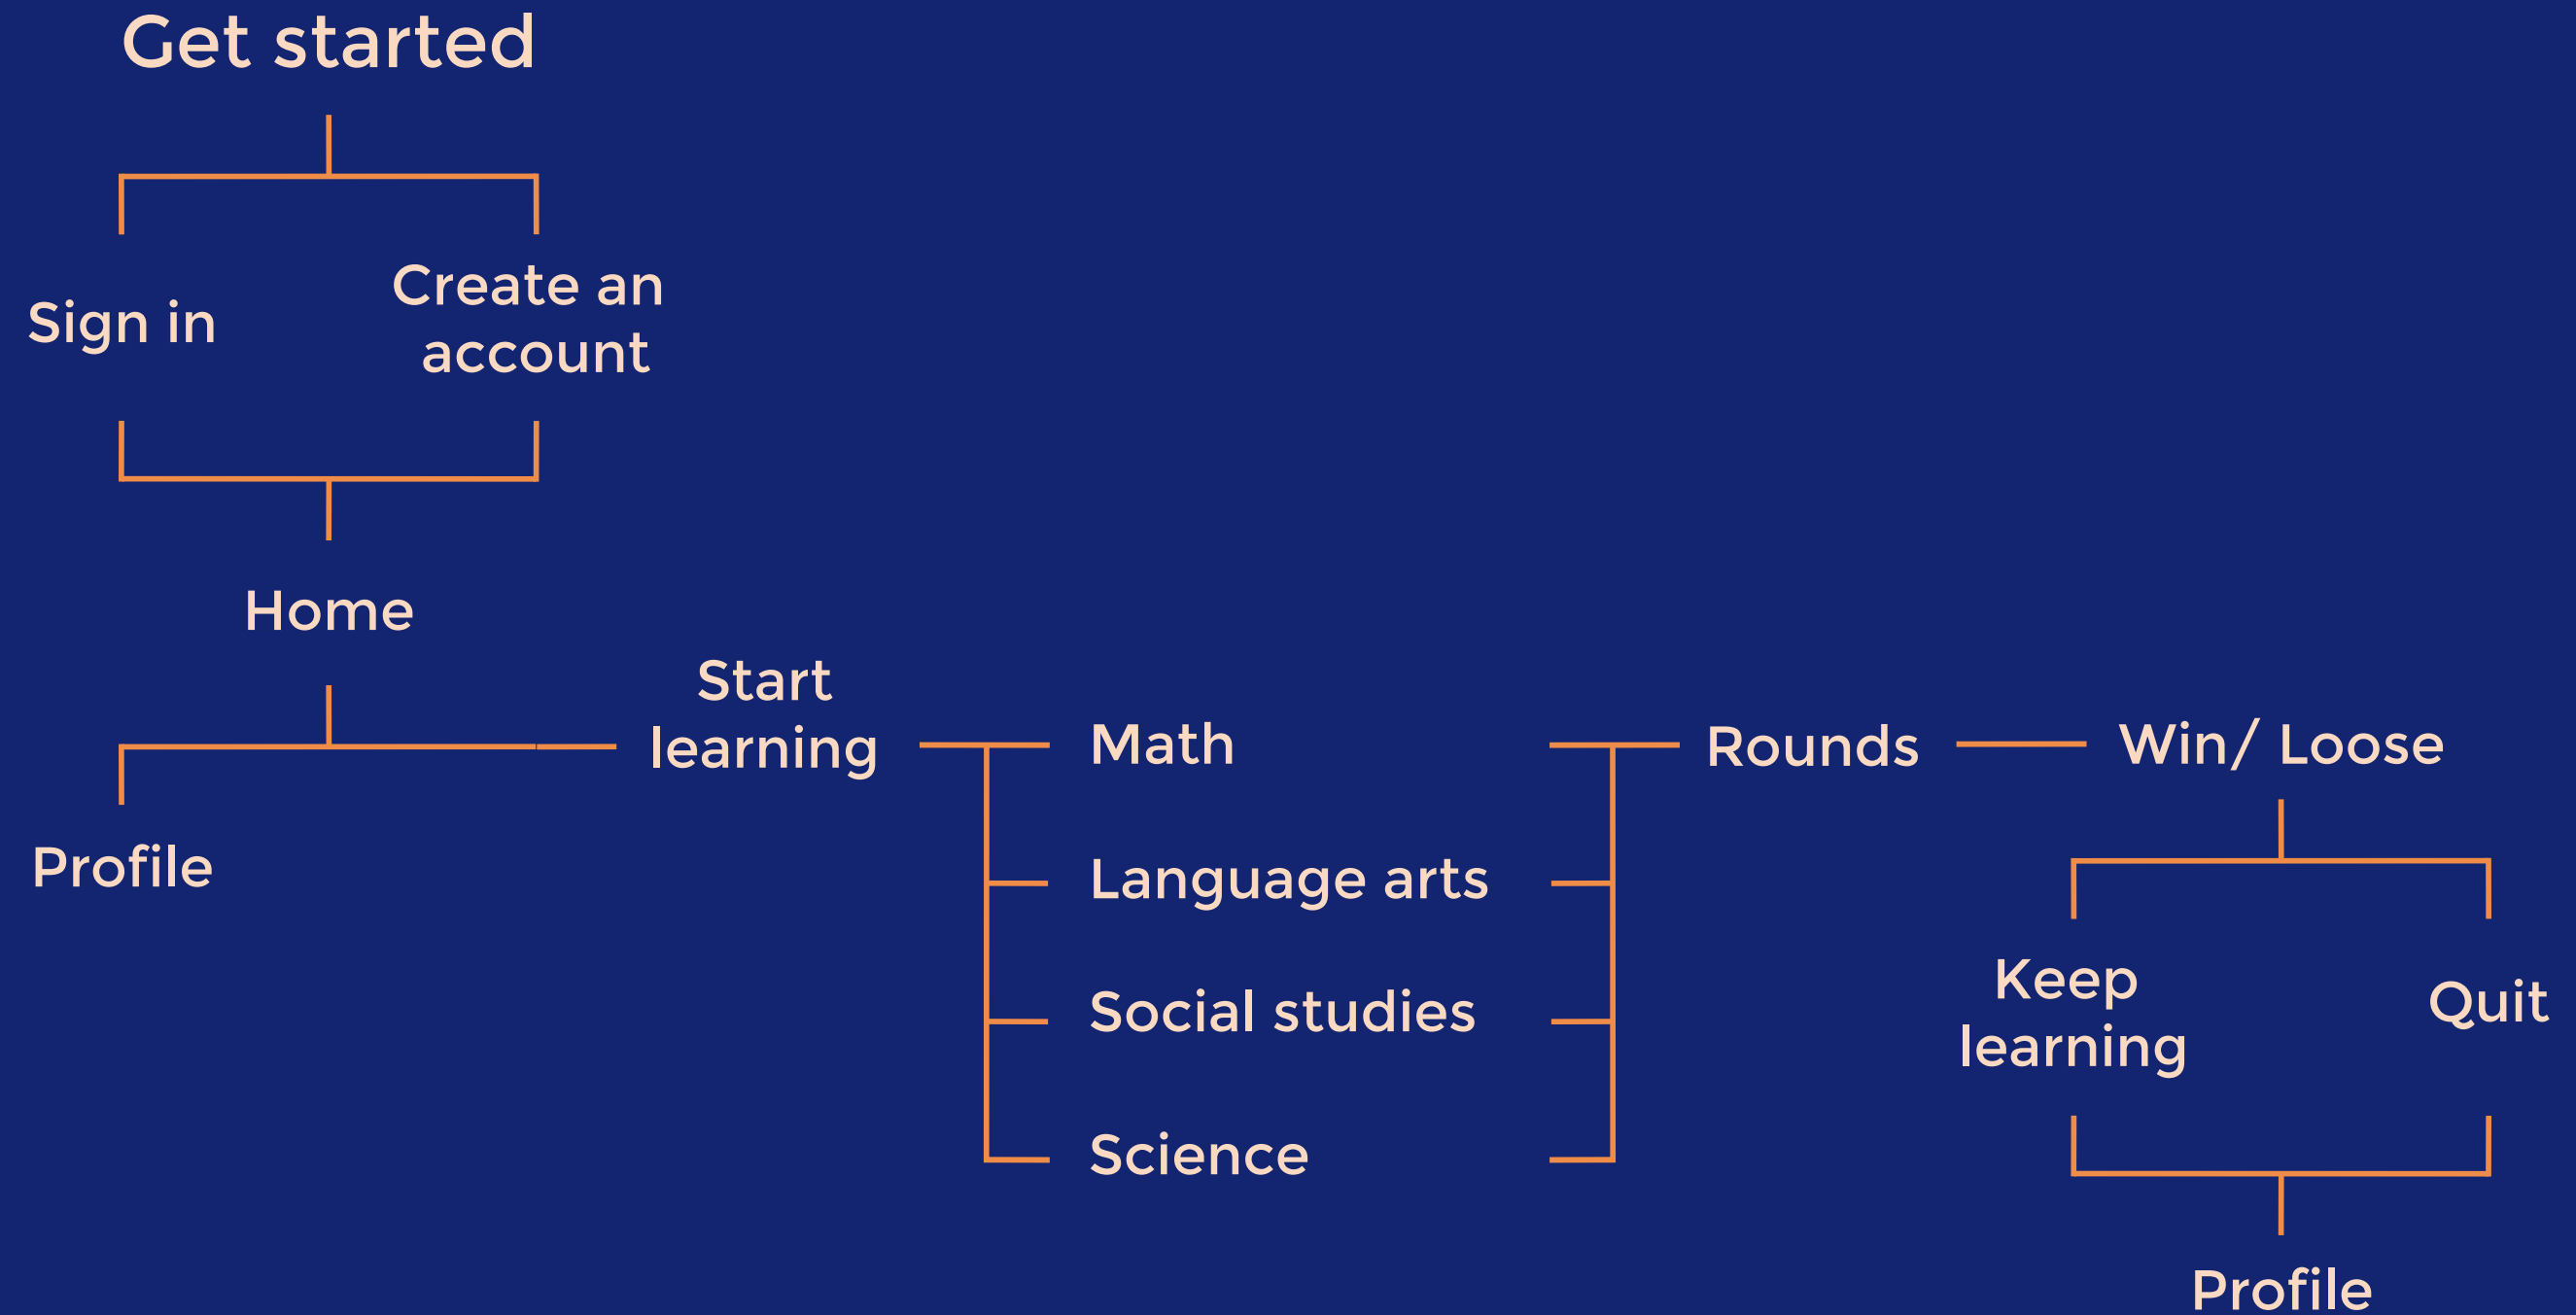 Get started
Sign in
Create an
account
Home
Profile
Start
learning
Math
Language arts
Social studies
Science
Rounds
Win/ Loose
Keep
learning
Quit
Profile